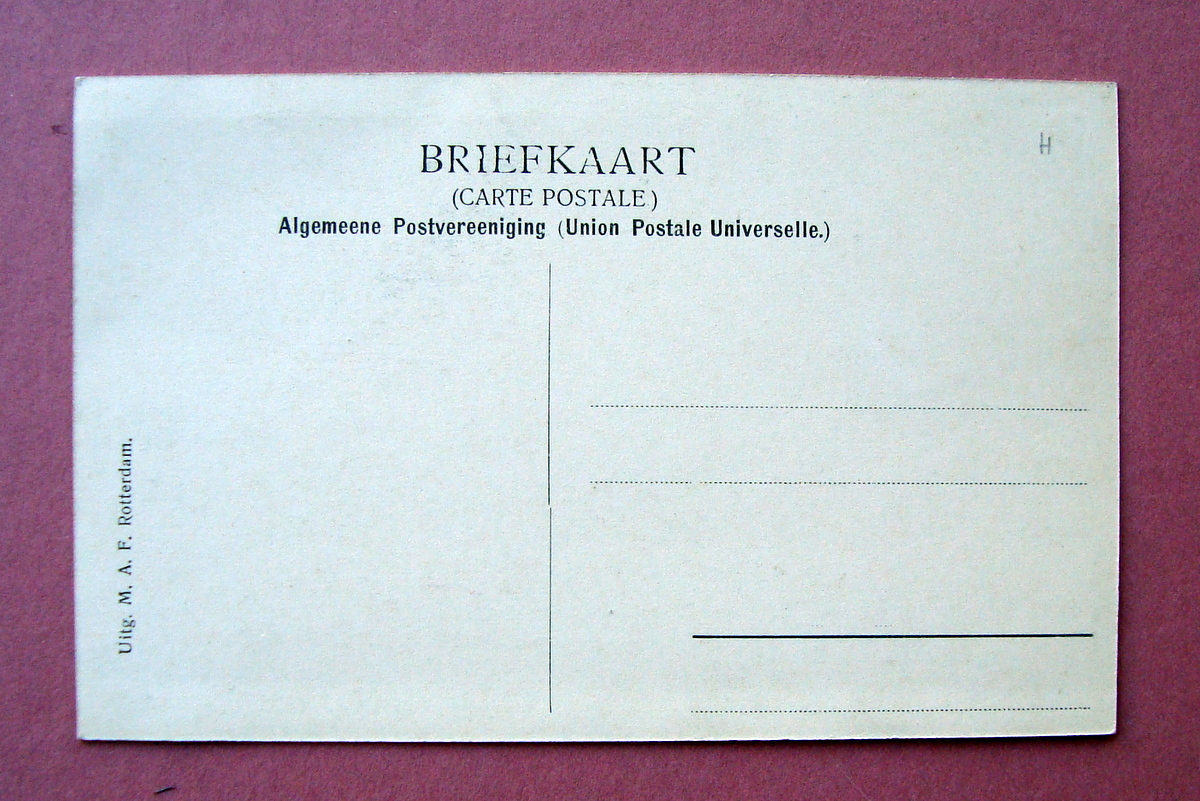 BRIEFKAART
(CARTE POSTALE)
Algemeene Postvereeniging (Union Postale Universelle.)
H
Uitg. M. A. F. Rotterdam.